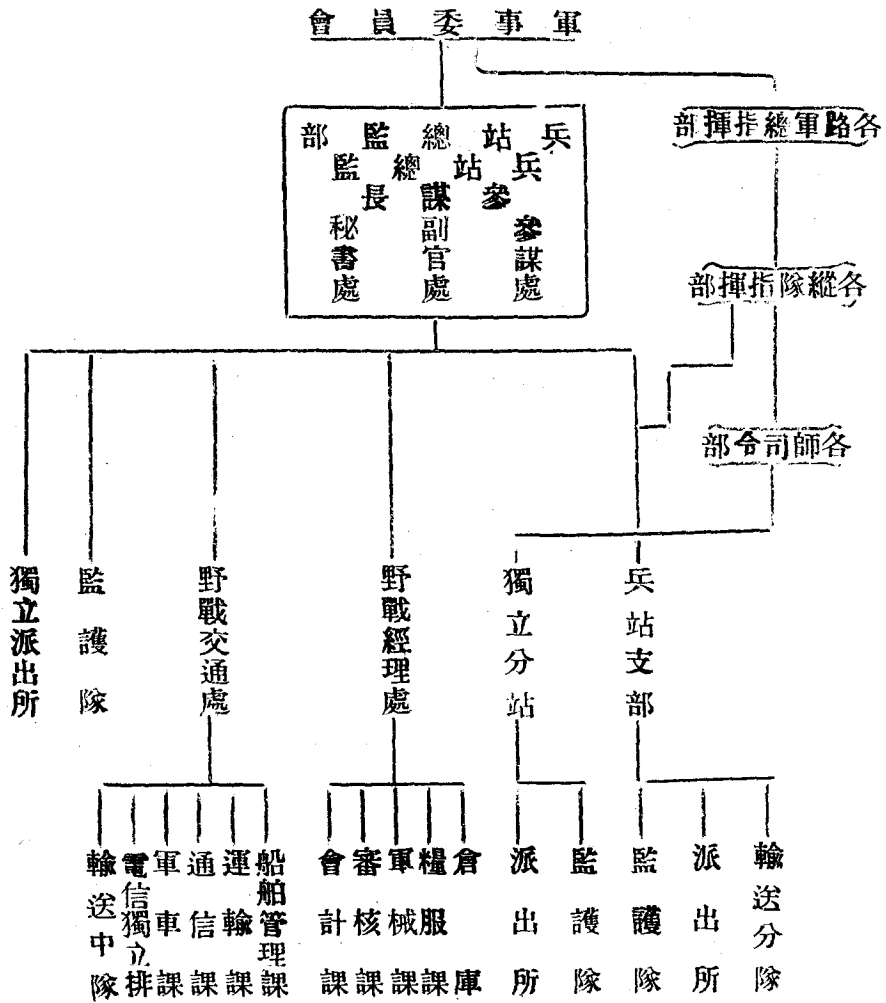 軍事委員會
各路軍總指揮部
兵站總監部
兵站總監
參謀長
參謀處
副官處
秘書處
各縱隊指揮部
各師司令部
兵站支部
獨立分站
野戰經理處
野戰交通處
監護隊
獨立派出所
輸送分隊
派出所
監護隊
監護隊
派出所
倉庫
糧服課
軍械課
審核課
會計課
船舶管理課
運輸課
通信課
軍車課
電信獨立排
輸送中隊